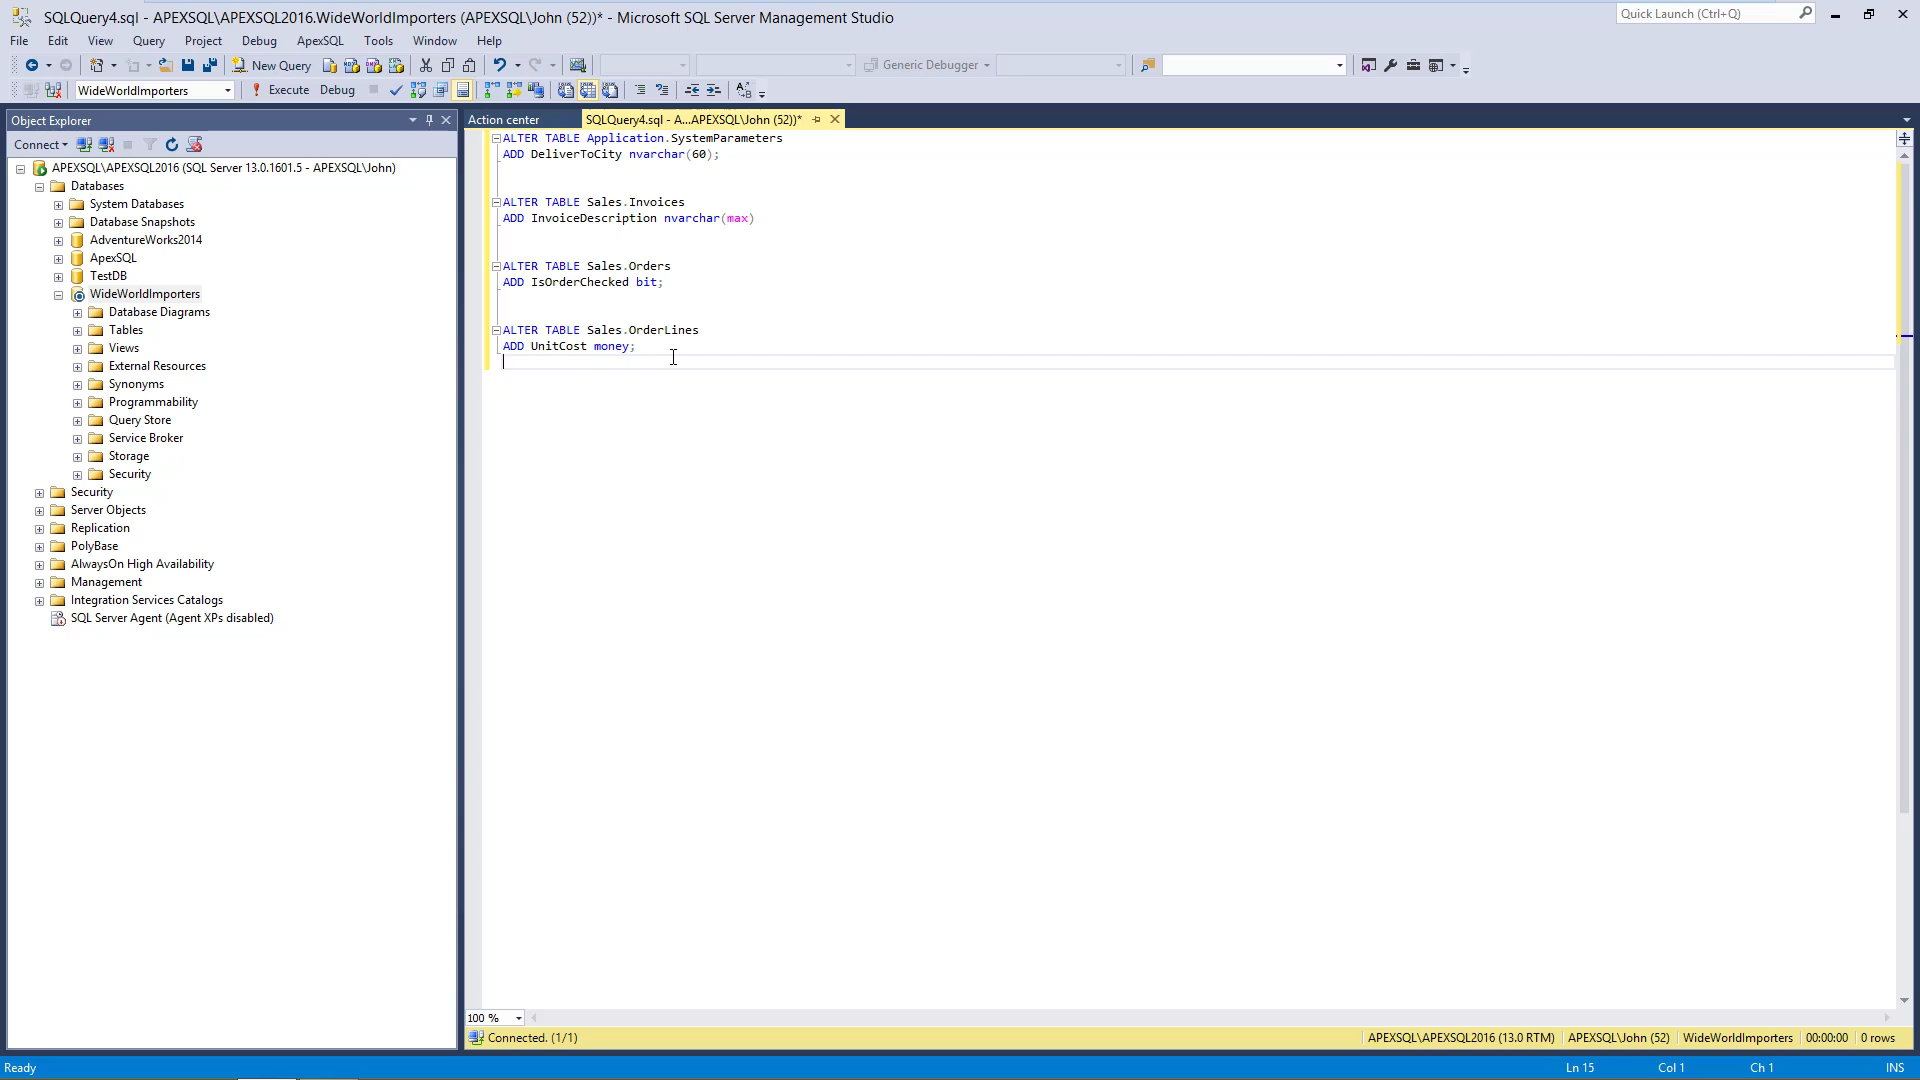 SQLQuery4.sql - APEXSQL\APEXSQL2016.WideWorldImporters (APEXSQL\John (52))* - Microsoft SQL Server Management Studio
Quick Launch (Ctrl+Q)
File Edit View Query Project Debug ApexSQL Tools Window Help
New Query
Generic Debugger
WideWorldImporters
Execute Debug
Object Explorer
Connect
APEXSQL\APEXSQL2016 (SQL Server 13.0.1601.5 - APEXSQL\John)
Databases
System Databases
Database Snapshots
AdventureWorks2014
ApexSQL
TestDB
WideWorldImporters
Database Diagrams
Tables
Views
External Resources
Synonyms
Programmability
Query Store
Service Broker
Storage
Security
Security
Server Objects
Replication
PolyBase
AlwaysOn High Availability
Management
Integration Services Catalogs
SQL Server Agent (Agent XPs disabled)
Action center
SQLQuery4.sql - A...APEXSQL\John (52))*
ALTER TABLE Application.SystemParameters
ADD DeliverToCity nvarchar(60);
ALTER TABLE Sales.Invoices
ADD InvoiceDescription nvarchar(max)
ALTER TABLE Sales.Orders
ADD IsOrderChecked bit;
ALTER TABLE Sales.OrderLines
ADD UnitCost money;
100 %
Connected. (1/1)
APEXSQL\APEXSQL2016 (13.0 RTM) APEXSQL\John (52) WideWorldImporters 00:00:00 0 rows
Ready
Ln 15 Col 1 Ch 1 INS